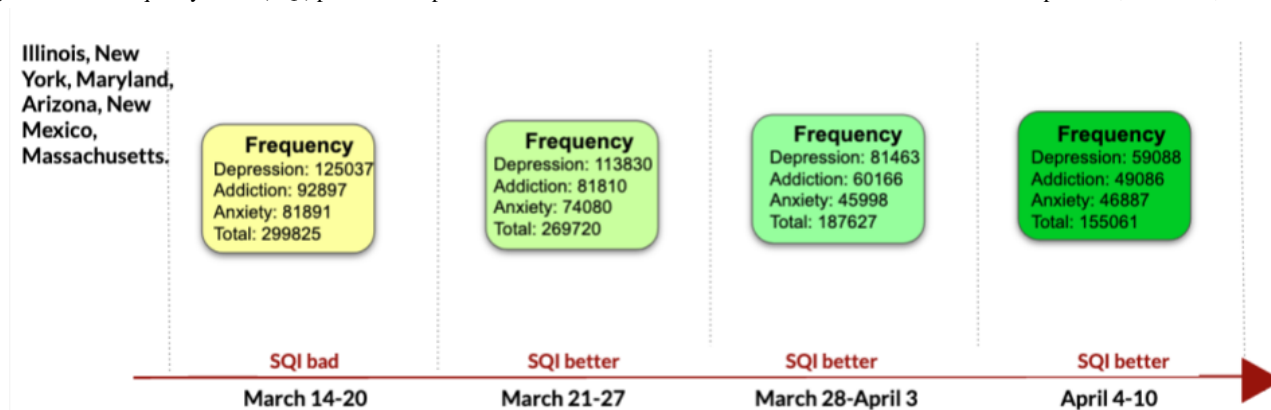 Illinois, New
York, Maryland,
Arizona, New
Mexico,
Massachusetts.
Frequency
Depression: 125037
Addiction: 92897
Anxiety: 81891
Total: 299825
Frequency
Depression: 113830
Addiction: 81810
Anxiety: 74080
Total: 269720
Frequency
Depression: 81463
Addiction: 60166
Anxiety: 45998
Total: 187627
Frequency
Depression: 59088
Addiction: 49086
Anxiety: 46887
Total: 155061
SQI bad
SQI better
SQI better
SQI better
March 14-20
March 21-27
March 28-April 3
April 4-10